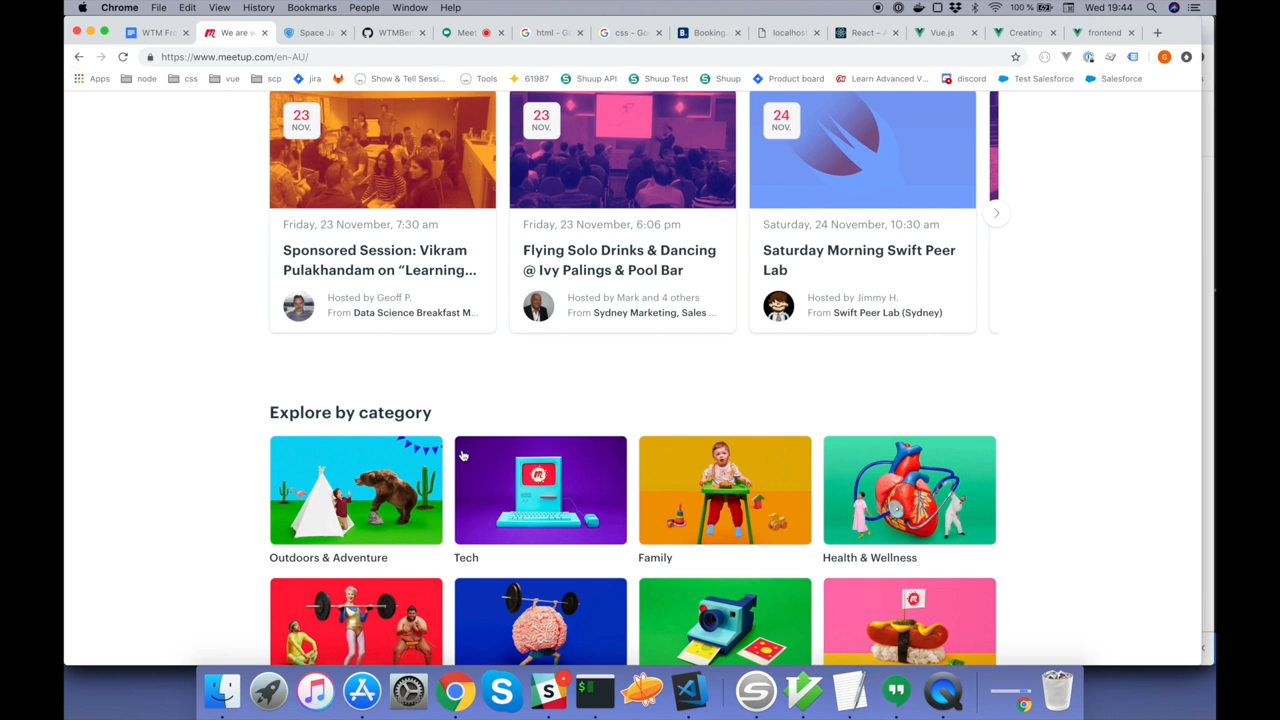 Chrome File Edit View History Bookmarks People Window Help
100 % Wed 19:44
WTM Fro
We are w
Space Ja
WTMBer
Meet
html - Go
css - Goo
Booking.
localhos
React – A
Vue.js
Creating
frontend
https://www.meetup.com/en-AU/
Apps node css vue scp jira Show & Tell Sessi... Tools 61987 Shuup API Shuup Test Shuup Product board Learn Advanced V... discord Test Salesforce Salesforce
23
NOV.
23
NOV.
24
NOV.
Friday, 23 November, 7:30 am
Sponsored Session: Vikram
Pulakhandam on “Learning...
Hosted by Geoff P.
From Data Science Breakfast M...
Friday, 23 November, 6:06 pm
Flying Solo Drinks & Dancing
@ Ivy Palings & Pool Bar
Hosted by Mark and 4 others
From Sydney Marketing, Sales ...
Saturday, 24 November, 10:30 am
Saturday Morning Swift Peer
Lab
Hosted by Jimmy H.
From Swift Peer Lab (Sydney)
Explore by category
Outdoors & Adventure
Tech
Family
Health & Wellness